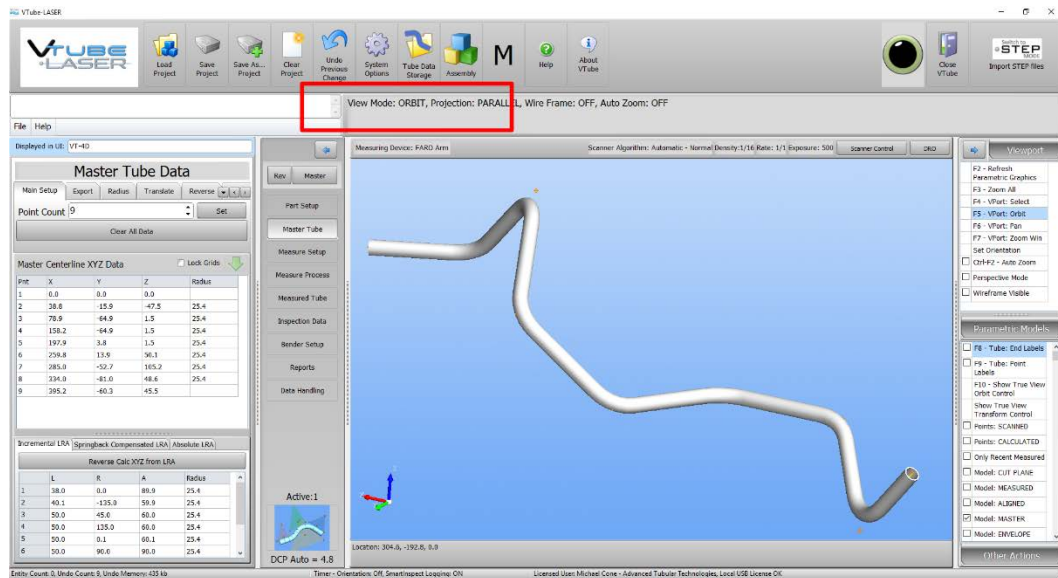 VTube-LASER
VTUBE
-LASER
Load Project
Save Project
Save As... Project
Clear Project
Undo Previous Change
System Options
Tube Data Storage
Assembly
M
Help
About VTube
Close VTube
Switch to
STEP
MODE
Import STEP files
View Mode: ORBIT, Projection: PARALLEL, Wire Frame: OFF, Auto Zoom: OFF
File Help
Displayed in UI: VT-40
Master Tube Data
Main Setup Export Radius Translate Reverse
Point Count 9 Set
Clear All Data
Master Centerline XYZ Data Lock Grids
Pnt X Y Z Radius
1 0.0 0.0 0.0
2 38.8 -15.9 -47.5 25.4
3 78.9 -64.9 1.5 25.4
4 158.2 -64.9 1.5 25.4
5 197.9 3.8 1.5 25.4
6 259.8 13.9 50.1 25.4
7 285.0 -52.7 105.2 25.4
8 334.0 -81.0 48.6 25.4
9 395.2 -60.3 45.5
Incremental LRA Springback Compensated LRA Absolute LRA
Reverse Calc XYZ from LRA
L R A Radius
1 38.0 0.0 89.9 25.4
2 40.1 -135.0 59.9 25.4
3 50.0 45.0 60.0 25.4
4 50.0 135.0 60.0 25.4
5 50.0 0.1 60.1 25.4
6 50.0 90.0 90.0 25.4
Rev Master
Part Setup
Master Tube
Measure Setup
Measure Process
Measured Tube
Inspection Data
Bender Setup
Reports
Data Handling
Active:1
DCP Auto = 4.8
Measuring Device: FARO Arm
Scanner Algorithm: Automatic - Normal Density:1/16 Rate: 1/1 Exposure: 500 Scanner Control DRO
Location: 304.6, -192.8, 0.0
Viewport
F2 - Refresh Parametric Graphics
F3 - Zoom All
F4 - VPort: Select
F5 - VPort: Orbit
F6 - VPort: Pan
F7 - VPort: Zoom Win
Set Orientation
Ctrl-F2 - Auto Zoom
Perspective Mode
Wireframe Visible
Parametric Models
F8 - Tube: End Labels
F9 - Tube: Point Labels
F10 - Show True View Orbit Control
Show True View Transform Control
Points: SCANNED
Points: CALCULATED
Only Recent Measured
Model: CUT PLANE
Model: MEASURED
Model: ALIGNED
Model: MASTER
Model: ENVELOPE
Other Actions
Entity Count: 0, Undo Count: 9, Undo Memory: 435 kb
Timer - Orientation: Off, SmartInspect Logging: ON
Licensed User: Michael Cone - Advanced Tubular Technologies, Local USB License OK